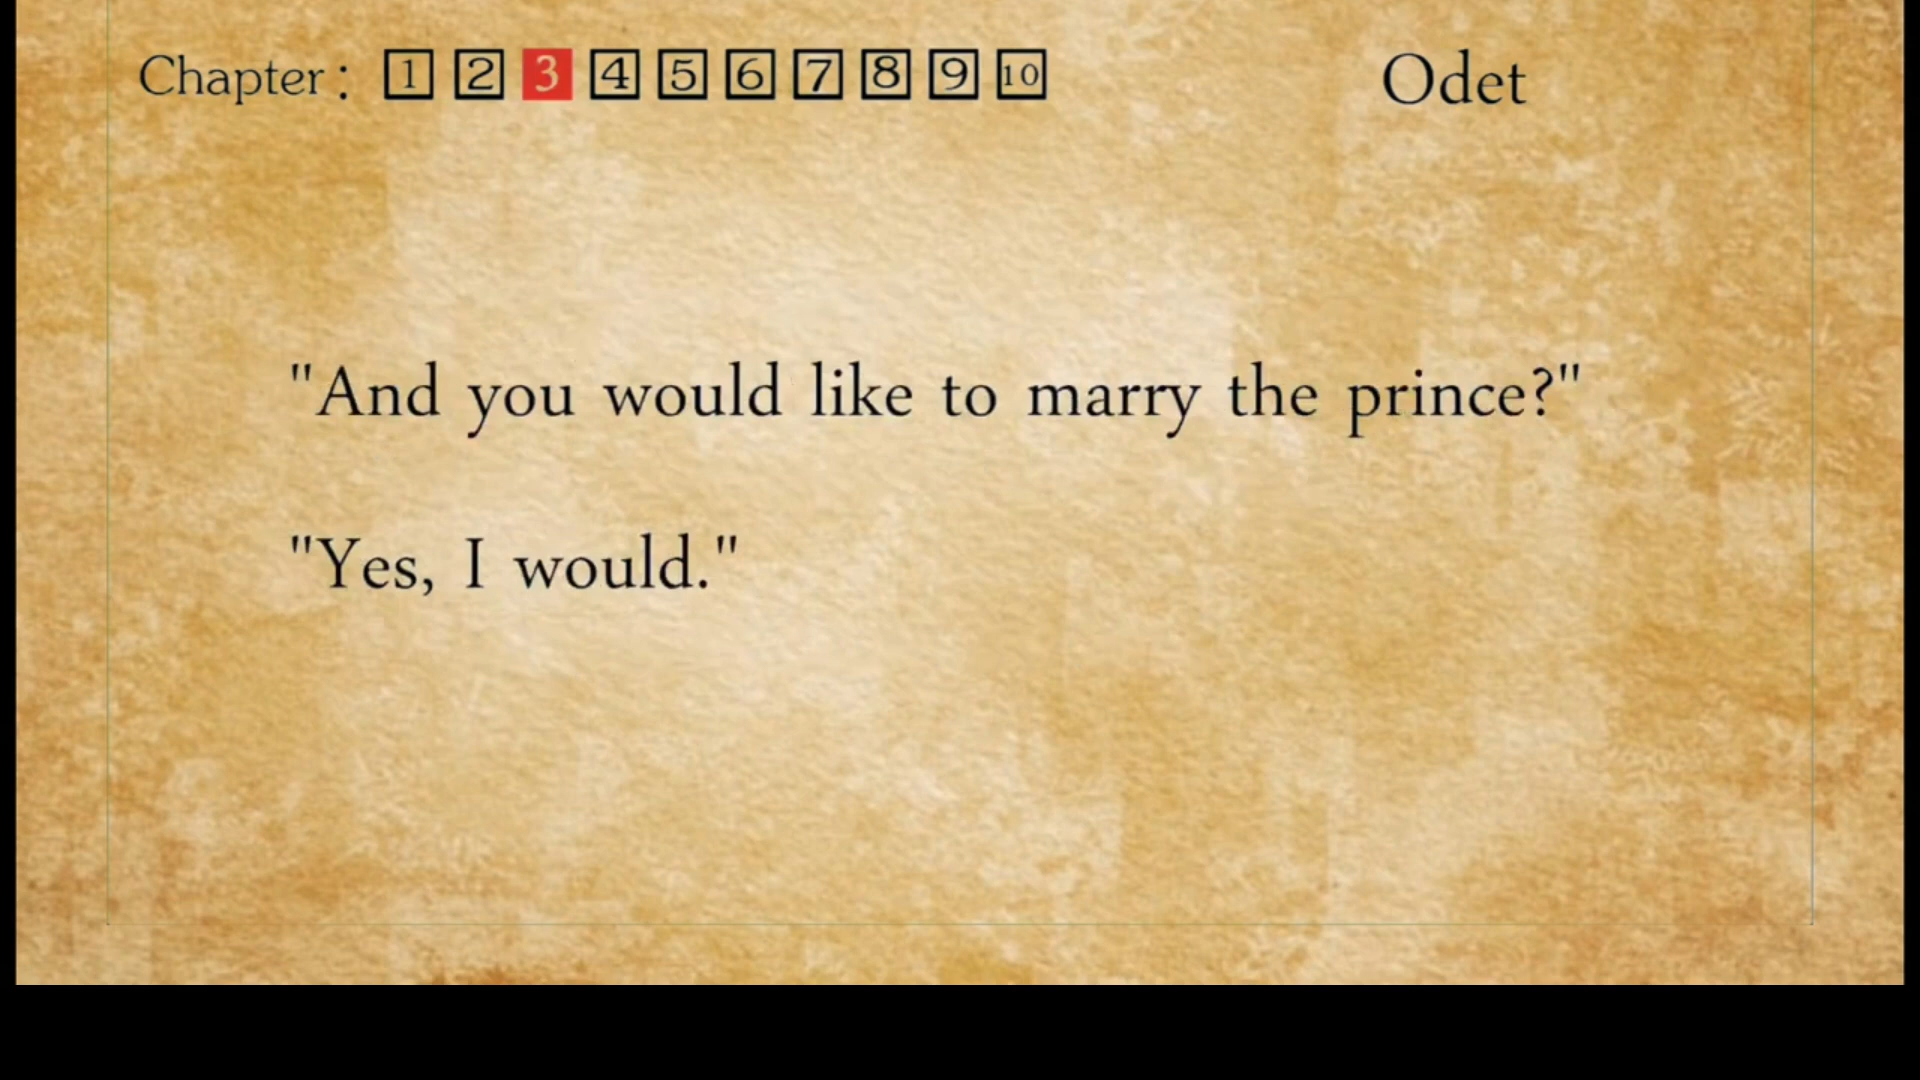 Chapter: 1 2 3 4 5 6 7 8 9 10 Odet
"And you would like to marry the prince?"
"Yes, I would."